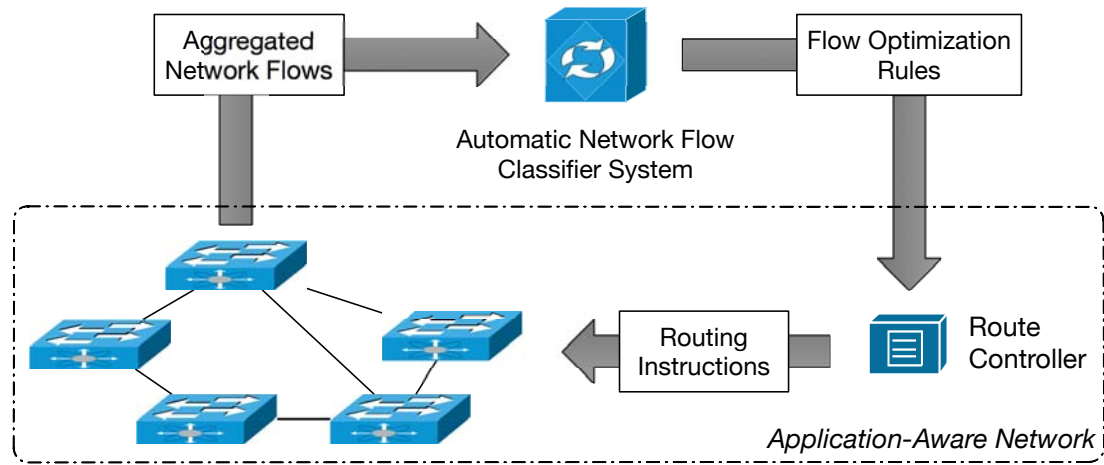 Aggregated
Network Flows
Flow Optimization
Rules
Automatic Network Flow
Classifier System
Routing
Instructions
Route
Controller
Application-Aware Network